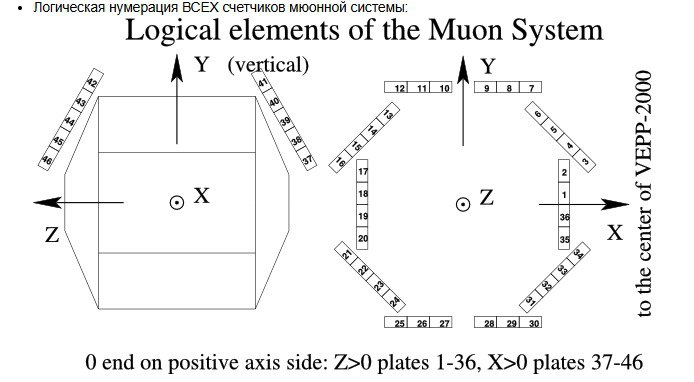 • Логическая нумерация ВСЕХ счетчиков мюонной системы:
Logical elements of the Muon System
Y (vertical)
42
43
44
45
46
41
40
39
38
37
X
Z
Y
12 11 10
9 8 7
13
14
15
16
6
5
4
3
17
18
19
20
2
1
36
35
Z
X
21
22
23
24
34
33
32
31
25 26 27
28 29 30
to the center of VEPP-2000
0 end on positive axis side: Z>0 plates 1-36, X>0 plates 37-46